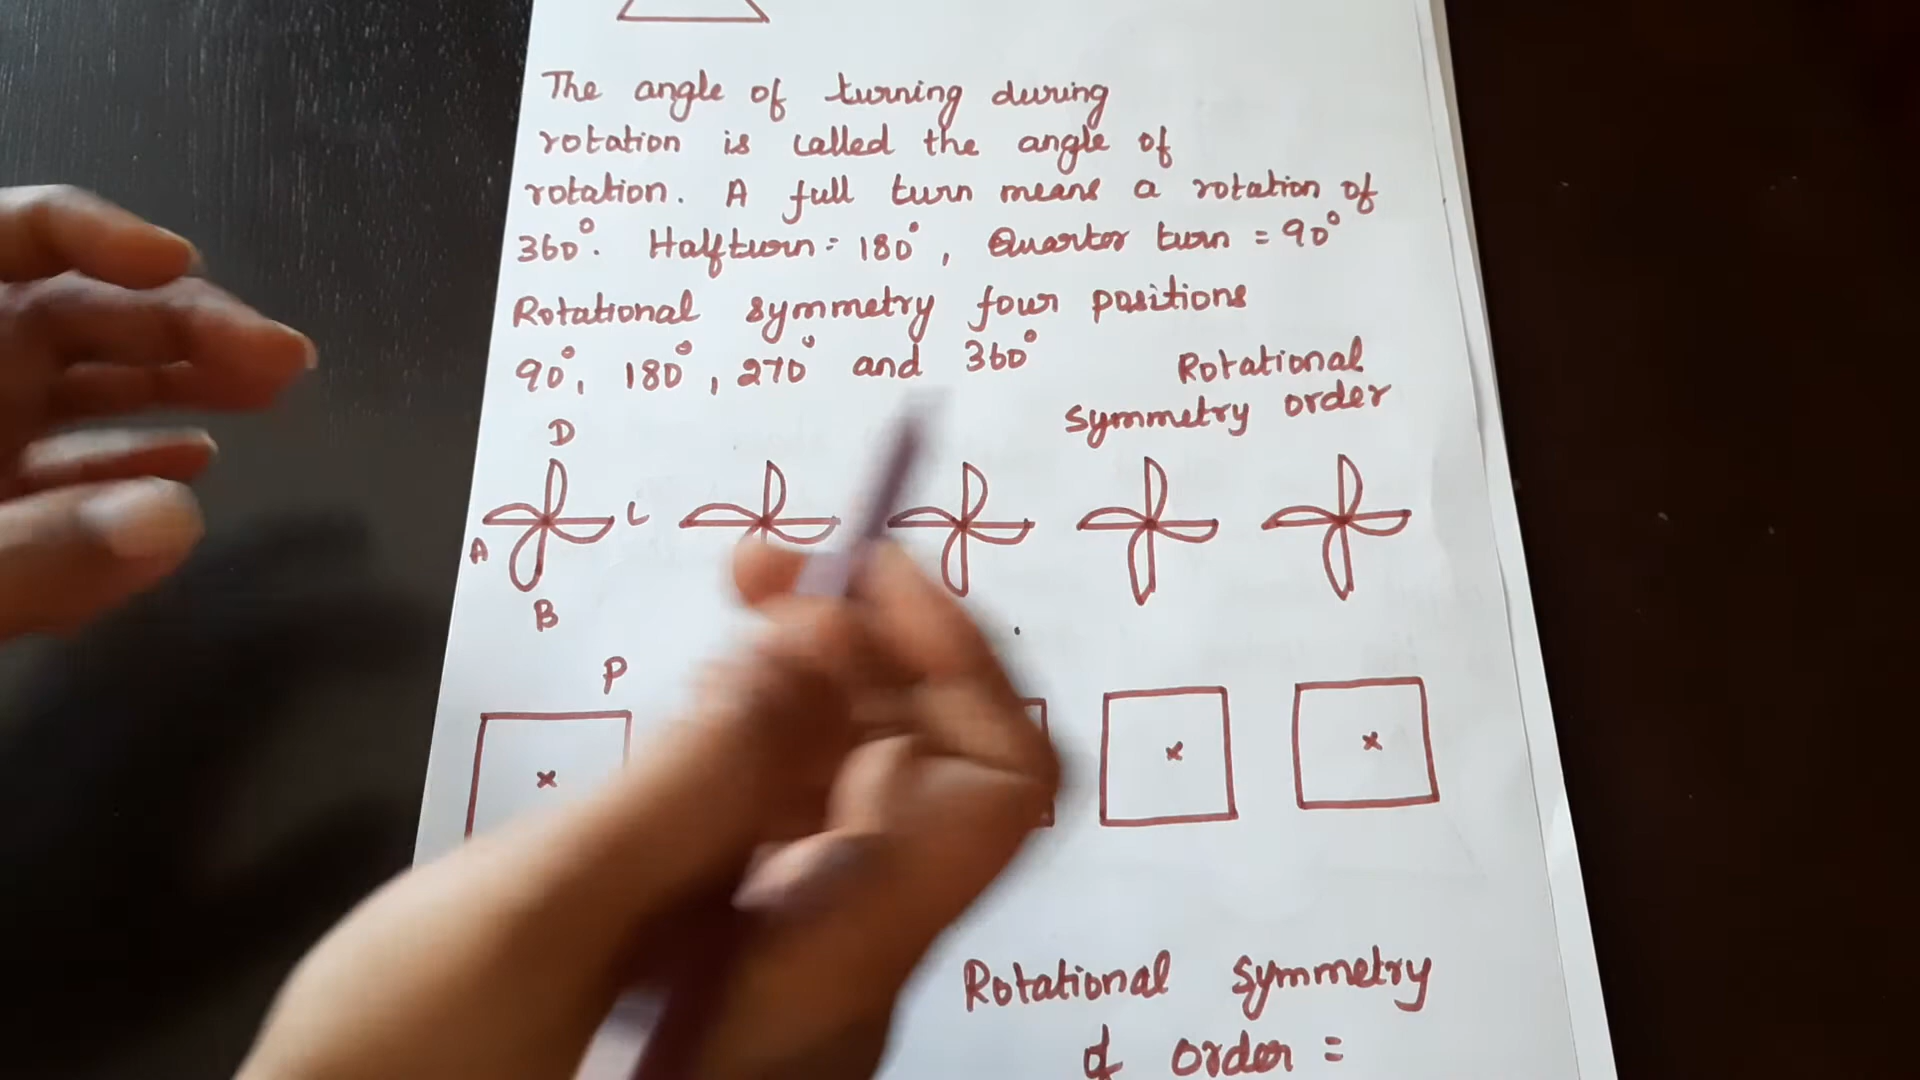 The angle of turning during
rotation is called the angle of
rotation. A full turn means a rotation of
360°. Halfturn = 180°, Quarter turn = 90°
Rotational symmetry four positions
90°, 180°, 270° and 360°
Rotational
Symmetry order
D
C
A
B
P
x
x
x
Rotational Symmetry
of order =